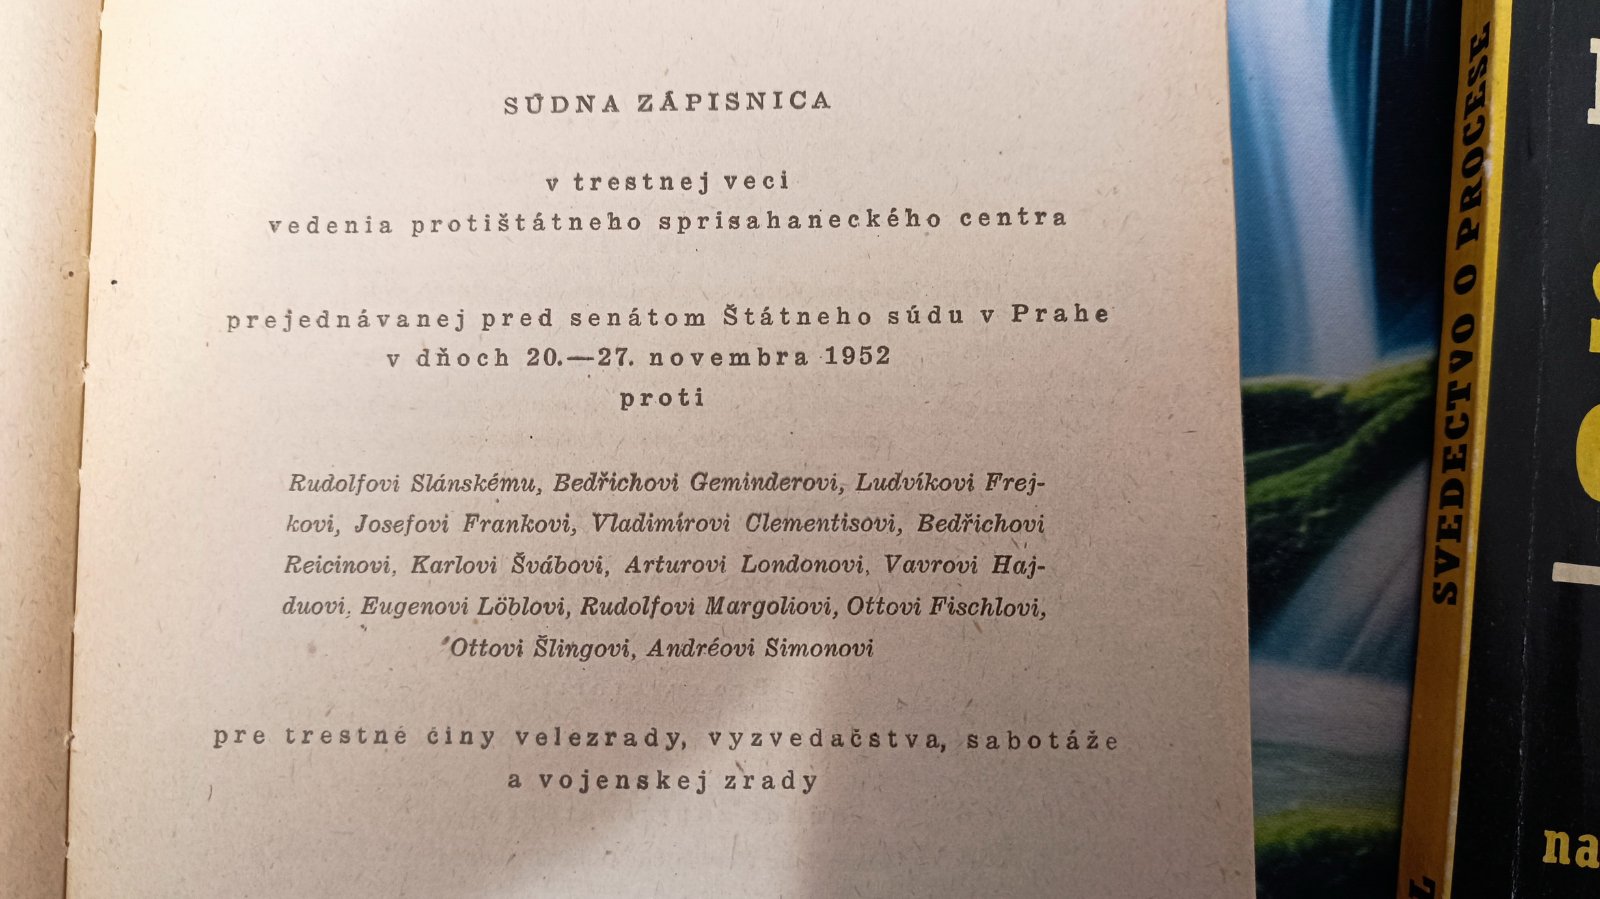 SÚDNA ZÁPISNICA
v trestnej veci
vedenia protištátneho sprisahaneckého centra
prejednávanej pred senátom Štátneho súdu v Prahe
v dňoch 20.—27. novembra 1952
proti
Rudolfovi Slánskému, Bedřichovi Geminderovi, Ludvíkovi Frej-
kovi, Josefovi Frankovi, Vladimírovi Clementisovi, Bedřichovi
Reicinovi, Karlovi Švábovi, Arturovi Londonovi, Vavrovi Haj-
duovi, Eugenovi Löblovi, Rudolfovi Margoliovi, Ottovi Fischlovi,
Ottovi Šlingovi, Andréovi Simonovi
pre trestné činy velezrady, vyzvedačstva, sabotáže
a vojenskej zrady
SVEDECTVO O PROCESE
na